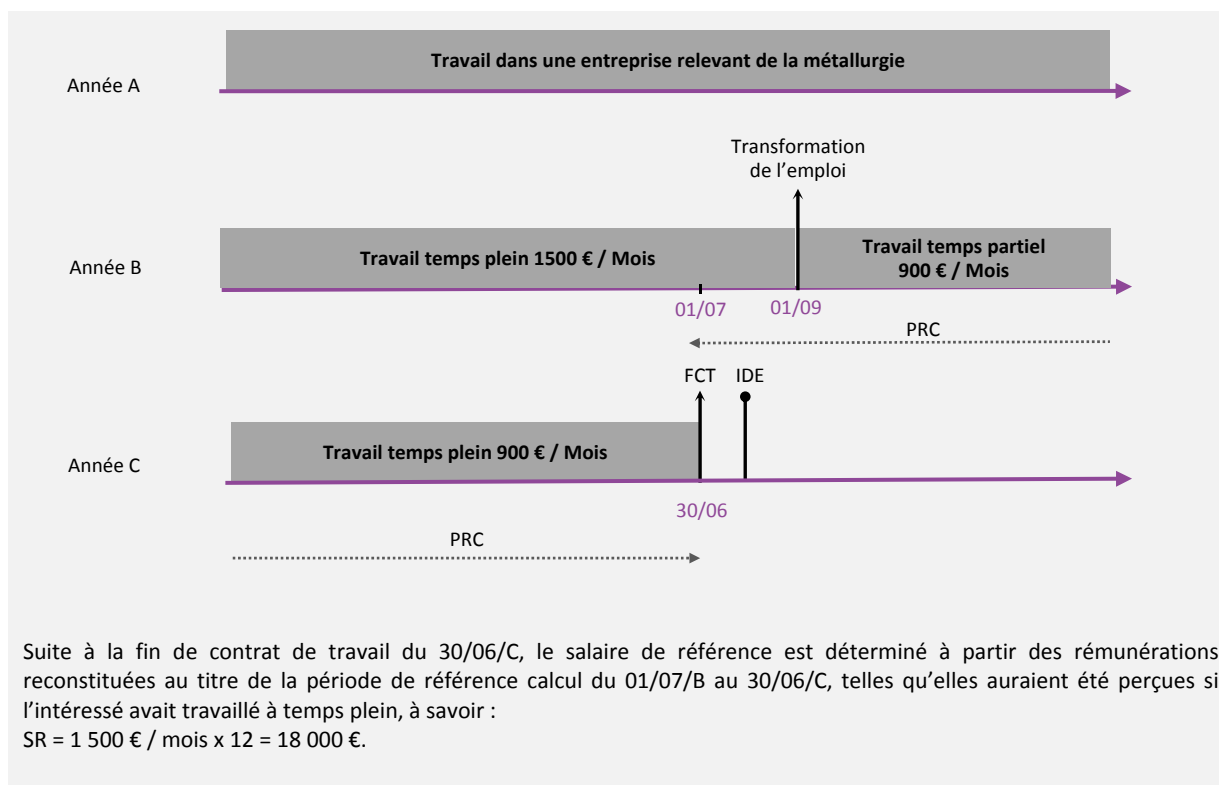 Travail dans une entreprise relevant de la métallurgie
Année A
Transformation
de l'emploi
Année B
Travail temps plein 1500 € / Mois
Travail temps partiel
900 € / Mois
01/07
01/09
PRC
FCT
IDE
Année C
Travail temps plein 900 € / Mois
30/06
PRC
Suite à la fin de contrat de travail du 30/06/C, le salaire de référence est déterminé à partir des rémunérations
reconstituées au titre de la période de référence calcul du 01/07/B au 30/06/C, telles qu'elles auraient été perçues si
l'intéressé avait travaillé à temps plein, à savoir :
SR = 1 500 € / mois x 12 = 18 000 €.